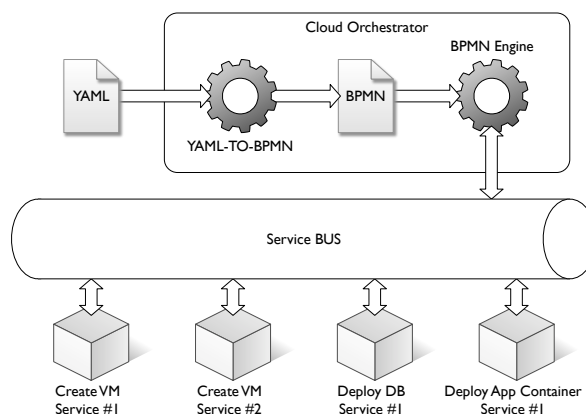 Cloud Orchestrator
BPMN Engine
YAML
BPMN
YAML-TO-BPMN
Service BUS
Create VM
Service #1
Create VM
Service #2
Deploy DB
Service #1
Deploy App Container
Service #1